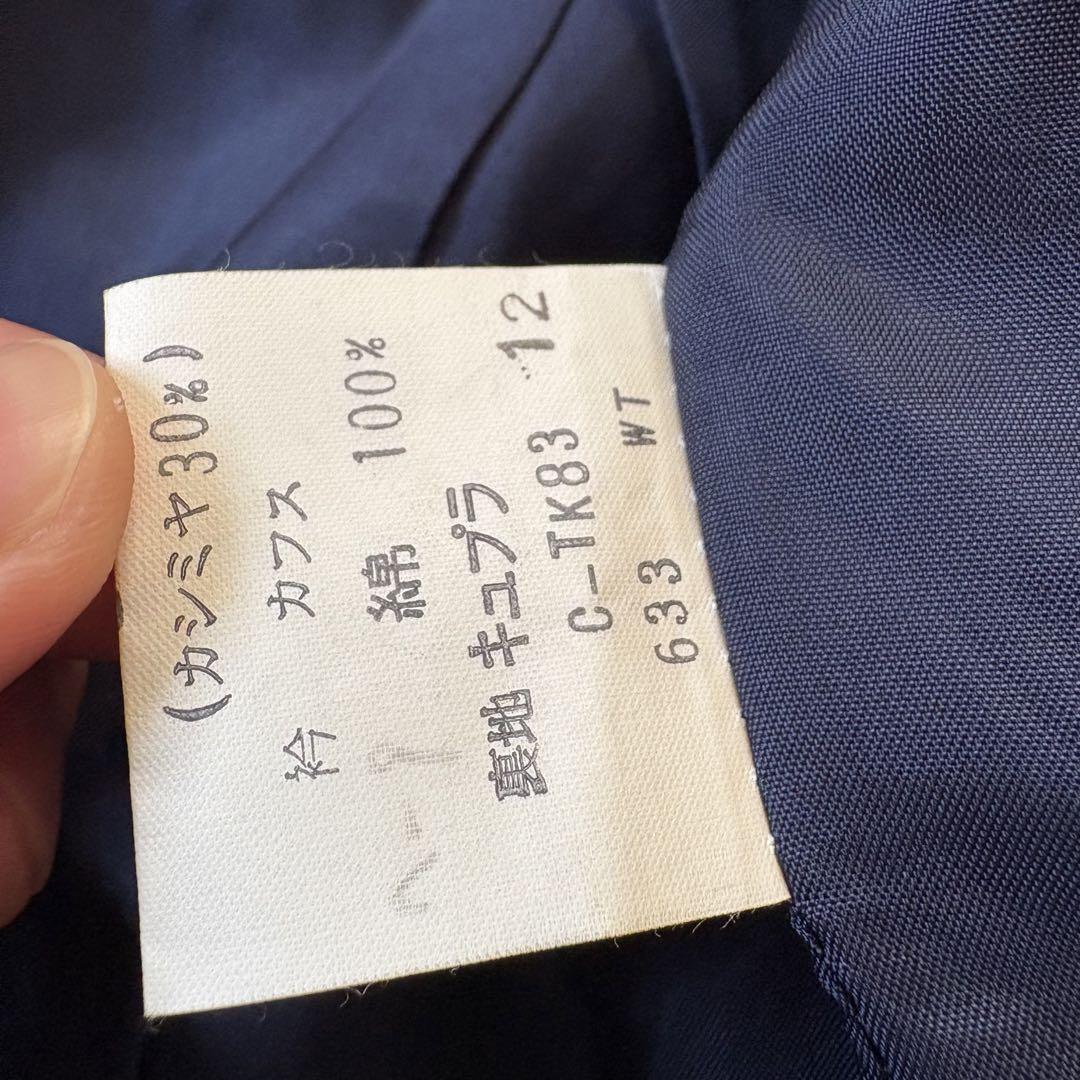 (カシミヤ30%)
衿 カフス
綿 100%
裏地 キュプラ
C-TK83 12
633 WT